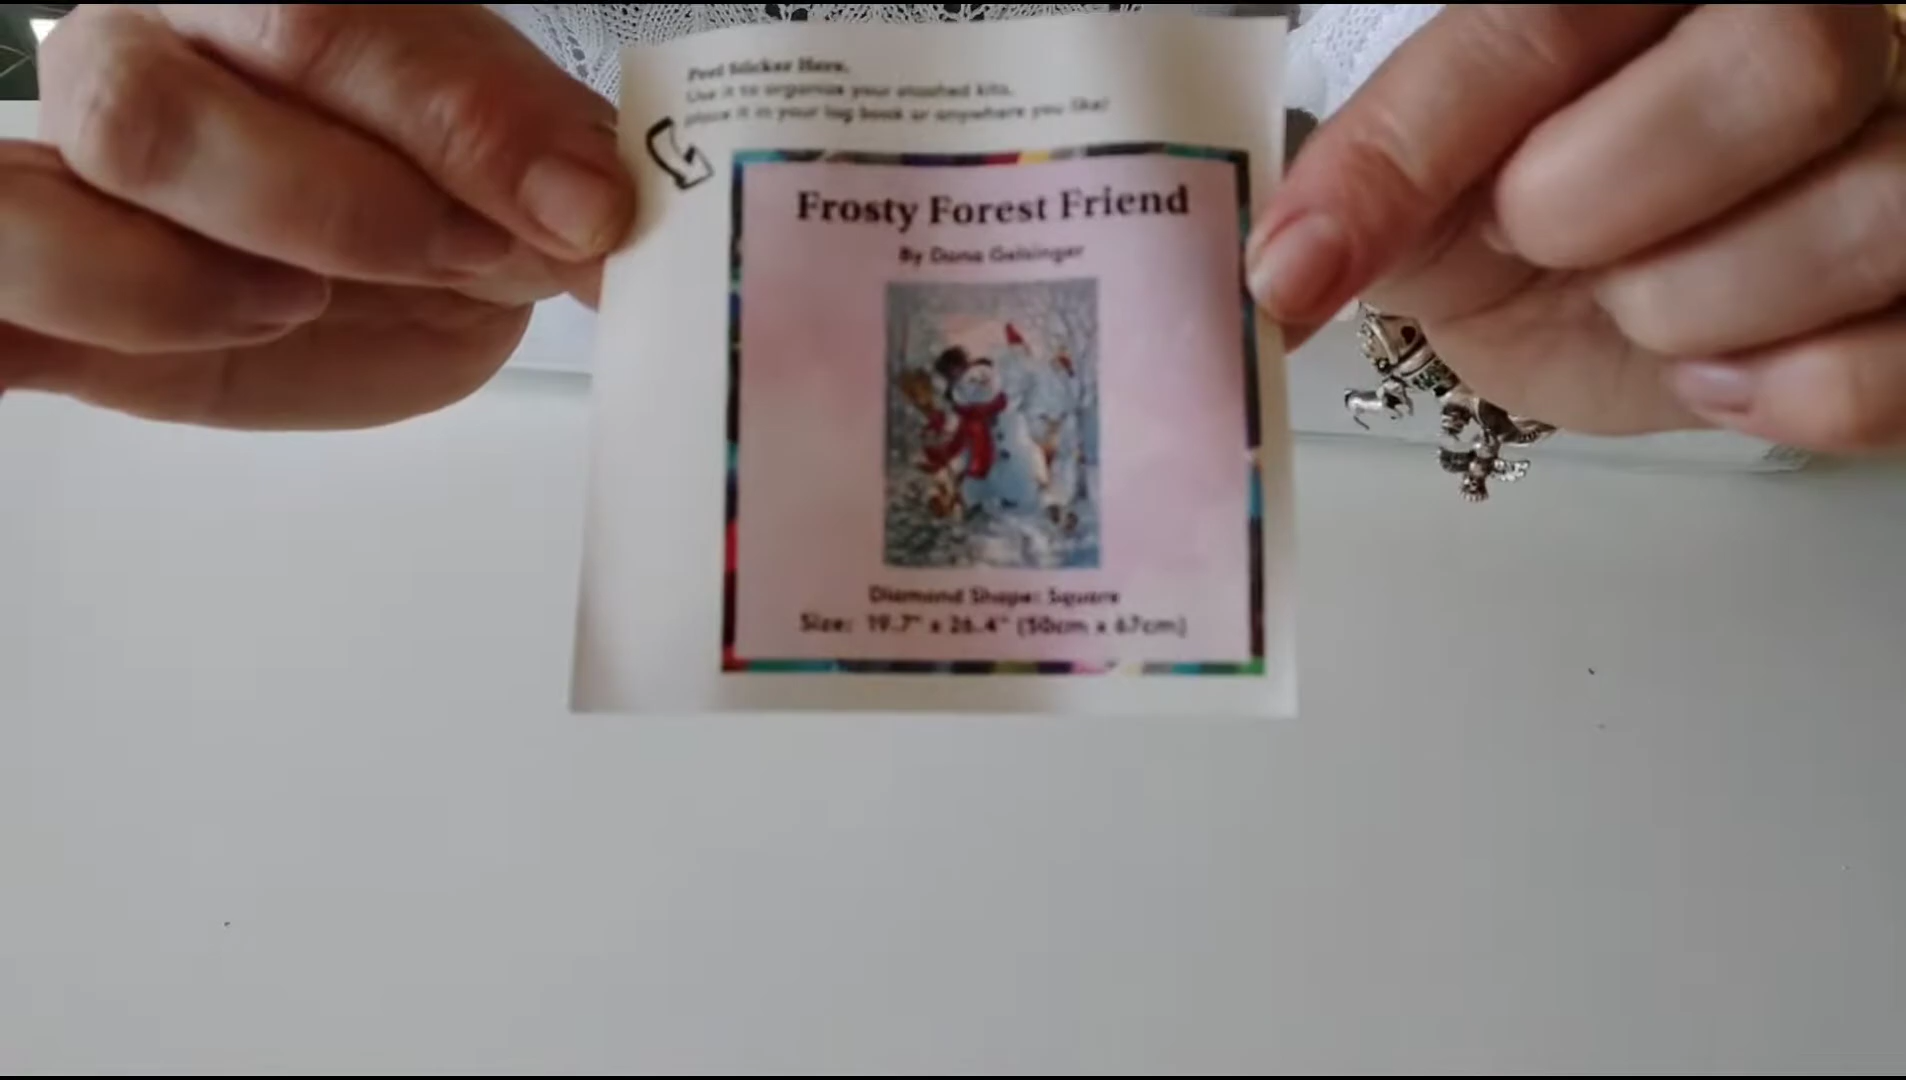 Peel Sticker Here.
Use it to organize your stashed kits,
place it in your log book or anywhere you like!
Frosty Forest Friend
By Dona Gelsinger
Diamond Shape: Square
Size: 19.7" x 26.4" (50cm x 67cm)